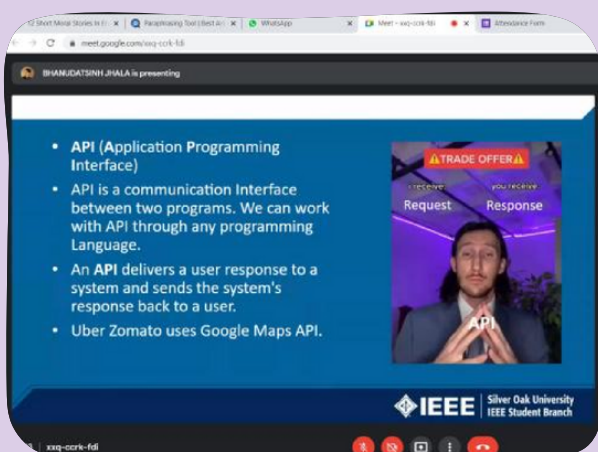 12 Short Moral Stories In E
Paraphrasing Tool (Best Ar
WhatsApp
Meet - xxq-ccrk-fdi
Attendance Form
meet.google.com/xxq-ccrk-fdi
BHANUDATSINH JHALA is presenting
• API (Application Programming
Interface)
• API is a communication Interface
between two programs. We can work
with API through any programming
Language.
• An API delivers a user response to a
system and sends the system's
response back to a user.
• Uber Zomato uses Google Maps API.
TRADE OFFER
i receive you receive
Request Response
API
IEEE
Silver Oak University
IEEE Student Branch
xxq-ccrk-fdi